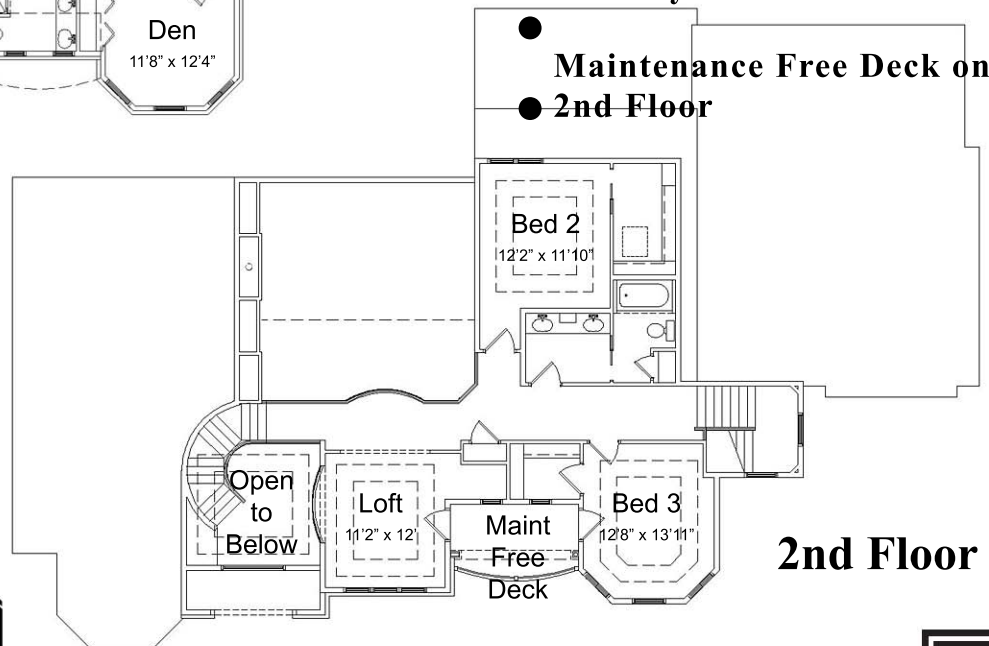 Den
11’8” x 12’4”
Maintenance Free Deck on
2nd Floor
Bed 2
12’2” x 11’10”
Open
to
Below
Loft
11’2” x 12’
Maint
Free
Deck
Bed 3
12’8” x 13’11”
2nd Floor